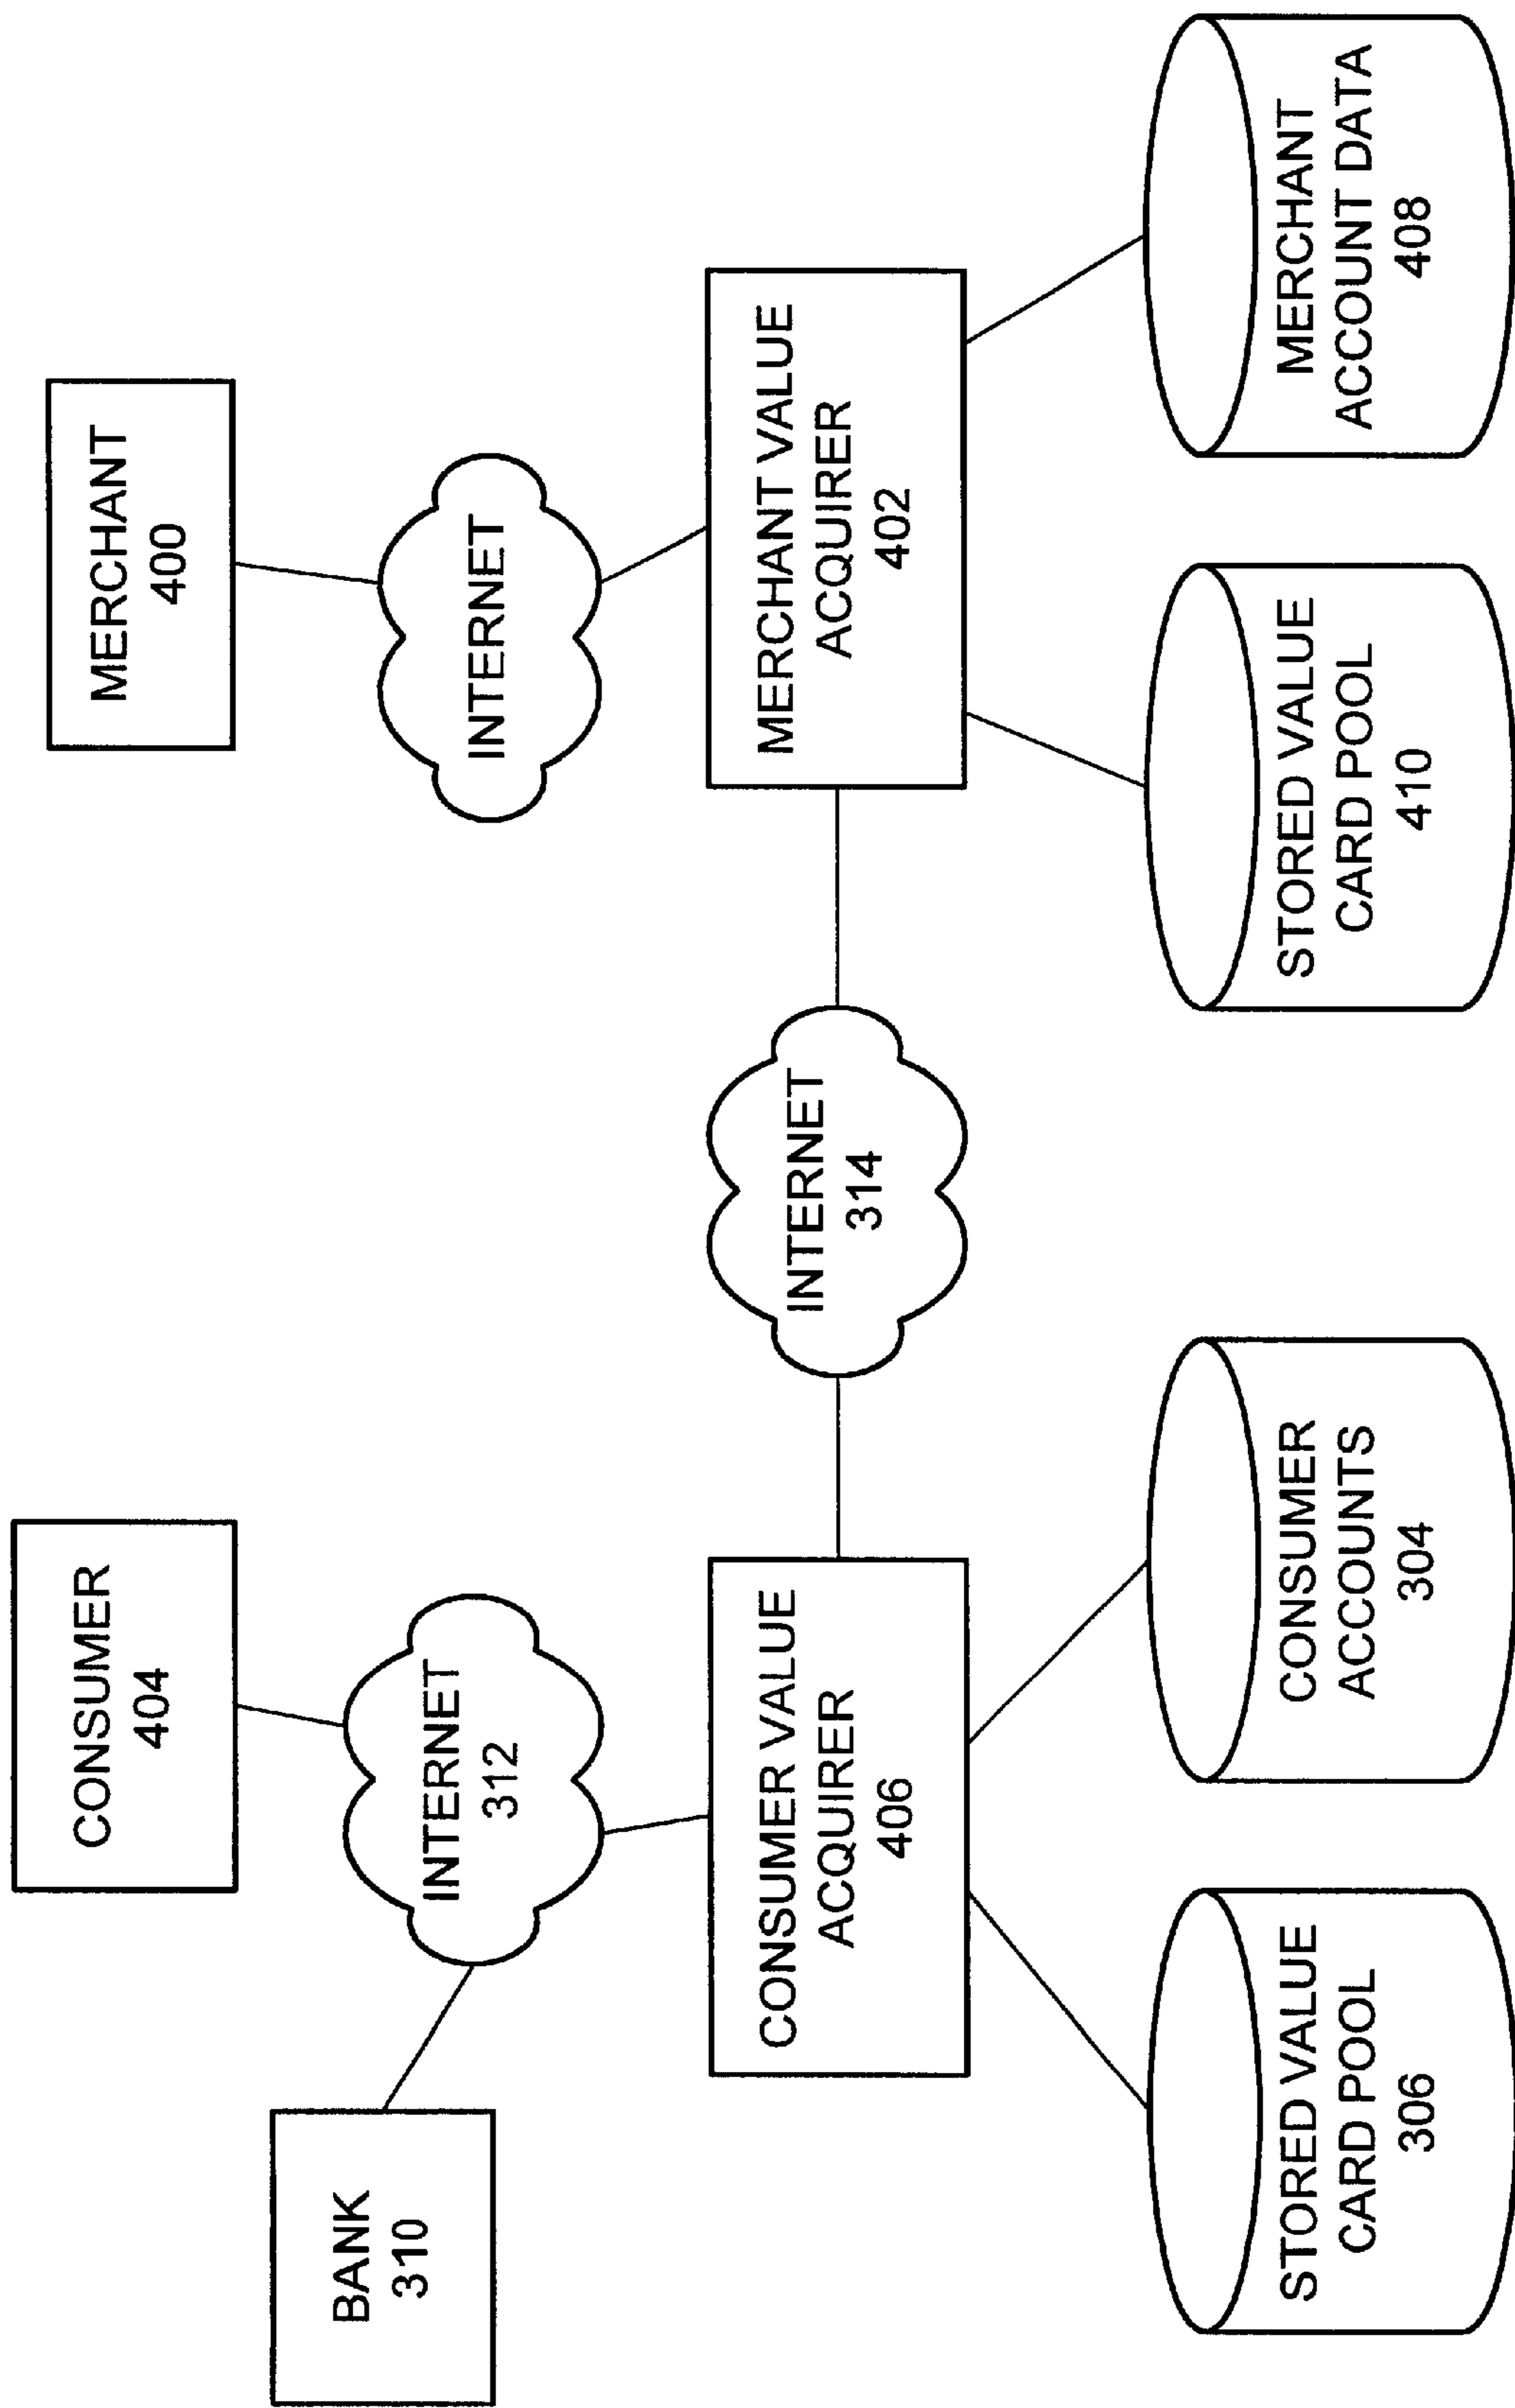 BANK
310
CONSUMER
404
INTERNET
312
CONSUMER VALUE
ACQUIRER
406
STORED VALUE
CARD POOL
306
CONSUMER
ACCOUNTS
304
INTERNET
314
MERCHANT
400
INTERNET
MERCHANT VALUE
ACQUIRER
402
STORED VALUE
CARD POOL
410
MERCHANT
ACCOUNT DATA
408